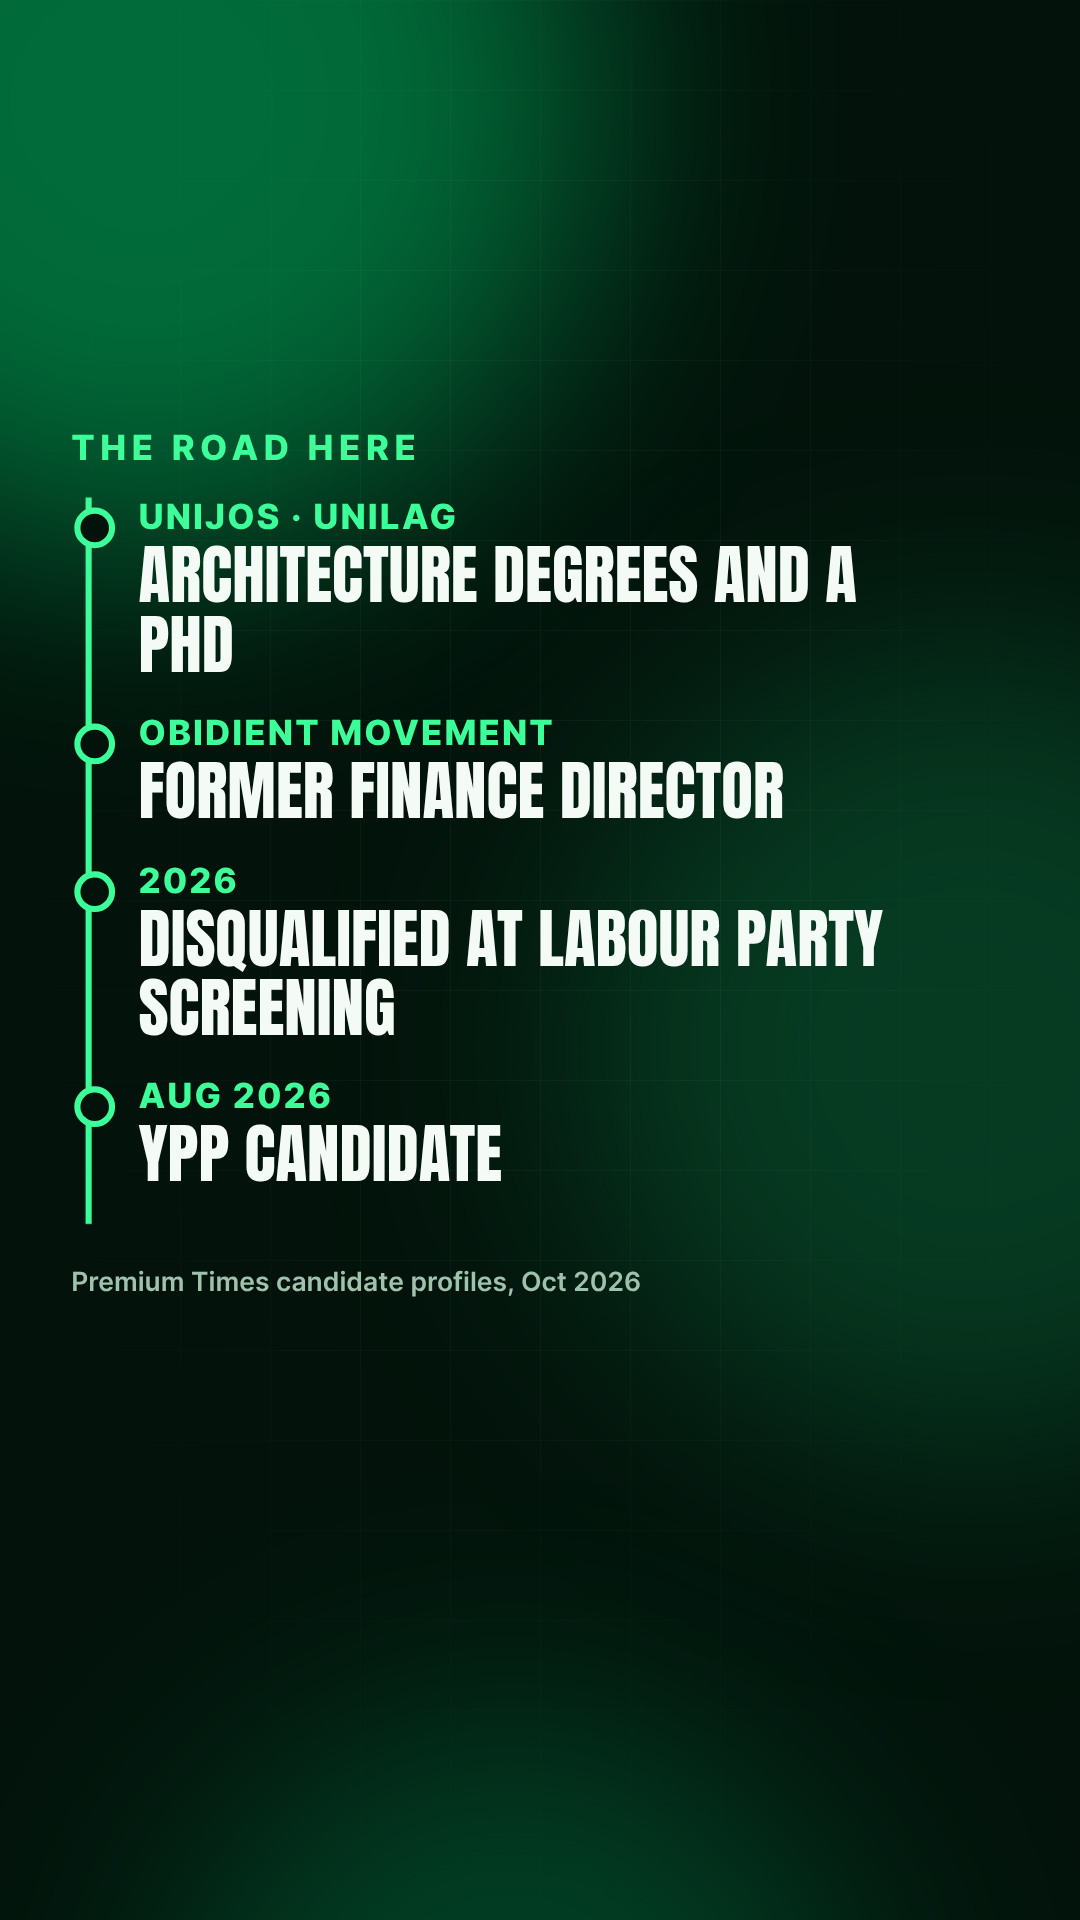 THE ROAD HERE
UNIJOS · UNILAG
ARCHITECTURE DEGREES AND A
PHD
OBIDIENT MOVEMENT
FORMER FINANCE DIRECTOR
2026
DISQUALIFIED AT LABOUR PARTY
SCREENING
AUG 2026
YPP CANDIDATE
Premium Times candidate profiles, Oct 2026